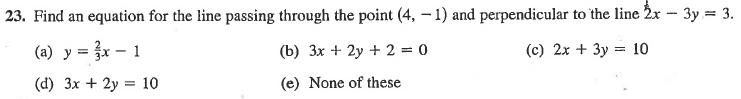 23. Find an equation for the line passing through the point (4, −1) and perpendicular to the line 2x − 3y = 3.
(a) y = 2/3x − 1 (b) 3x + 2y + 2 = 0 (c) 2x + 3y = 10
(d) 3x + 2y = 10 (e) None of these